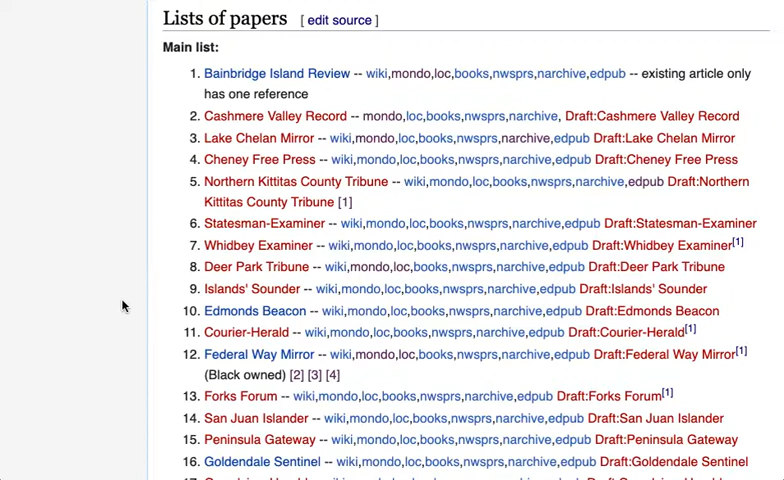 Lists of papers [ edit source ]
Main list:
1. Bainbridge Island Review -- wiki,mondo,loc,books,nwsprs,narchive,edpub -- existing article only
has one reference
2. Cashmere Valley Record -- mondo,loc,books,nwsprs,narchive, Draft:Cashmere Valley Record
3. Lake Chelan Mirror -- wiki,mondo,loc,books,nwsprs,narchive,edpub Draft:Lake Chelan Mirror
4. Cheney Free Press -- wiki,mondo,loc,books,nwsprs,narchive,edpub Draft:Cheney Free Press
5. Northern Kittitas County Tribune -- wiki,mondo,loc,books,nwsprs,narchive,edpub Draft:Northern
Kittitas County Tribune [1]
6. Statesman-Examiner -- wiki,mondo,loc,books,nwsprs,narchive,edpub Draft:Statesman-Examiner
7. Whidbey Examiner -- wiki,mondo,loc,books,nwsprs,narchive,edpub Draft:Whidbey Examiner[1]
8. Deer Park Tribune -- wiki,mondo,loc,books,nwsprs,narchive,edpub Draft:Deer Park Tribune
9. Islands' Sounder -- wiki,mondo,loc,books,nwsprs,narchive,edpub Draft:Islands' Sounder
10. Edmonds Beacon -- wiki,mondo,loc,books,nwsprs,narchive,edpub Draft:Edmonds Beacon
11. Courier-Herald -- wiki,mondo,loc,books,nwsprs,narchive,edpub Draft:Courier-Herald[1]
12. Federal Way Mirror -- wiki,mondo,loc,books,nwsprs,narchive,edpub Draft:Federal Way Mirror[1]
(Black owned) [2] [3] [4]
13. Forks Forum -- wiki,mondo,loc,books,nwsprs,narchive,edpub Draft:Forks Forum[1]
14. San Juan Islander -- wiki,mondo,loc,books,nwsprs,narchive,edpub Draft:San Juan Islander
15. Peninsula Gateway -- wiki,mondo,loc,books,nwsprs,narchive,edpub Draft:Peninsula Gateway
16. Goldendale Sentinel -- wiki,mondo,loc,books,nwsprs,narchive,edpub Draft:Goldendale Sentinel